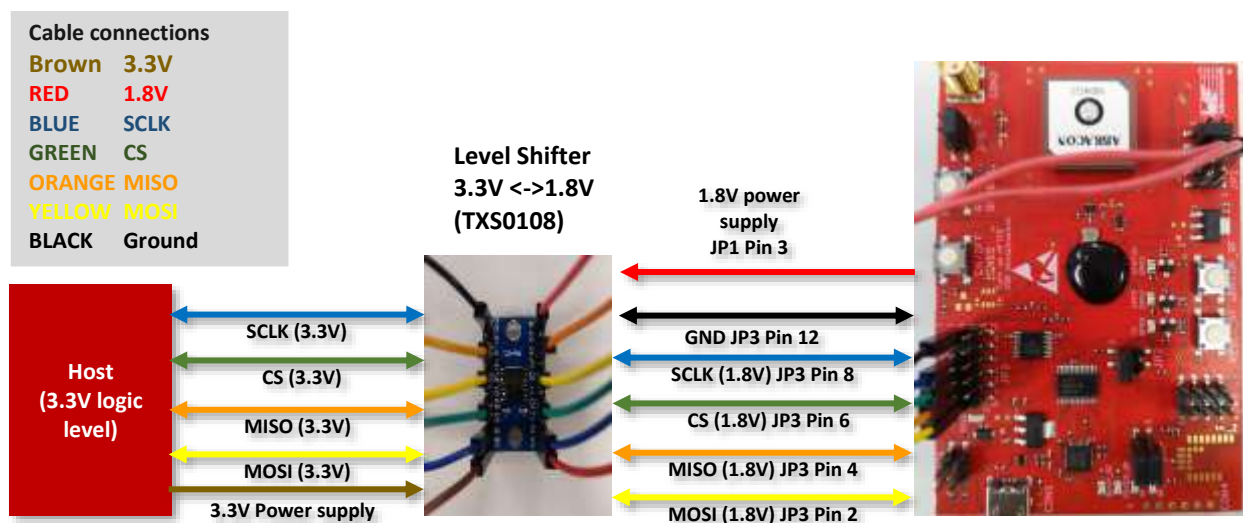 Cable connections
Brown 3.3V
RED 1.8V
BLUE SCLK
GREEN CS
ORANGE MISO
YELLOW MOSI
BLACK Ground
Level Shifter
3.3V <->1.8V
(TXS0108)
1.8V power
supply
JP1 Pin 3
Host
(3.3V logic
level)
SCLK (3.3V)
CS (3.3V)
MISO (3.3V)
MOSI (3.3V)
3.3V Power supply
GND JP3 Pin 12
SCLK (1.8V) JP3 Pin 8
CS (1.8V) JP3 Pin 6
MISO (1.8V) JP3 Pin 4
MOSI (1.8V) JP3 Pin 2
ABRACON